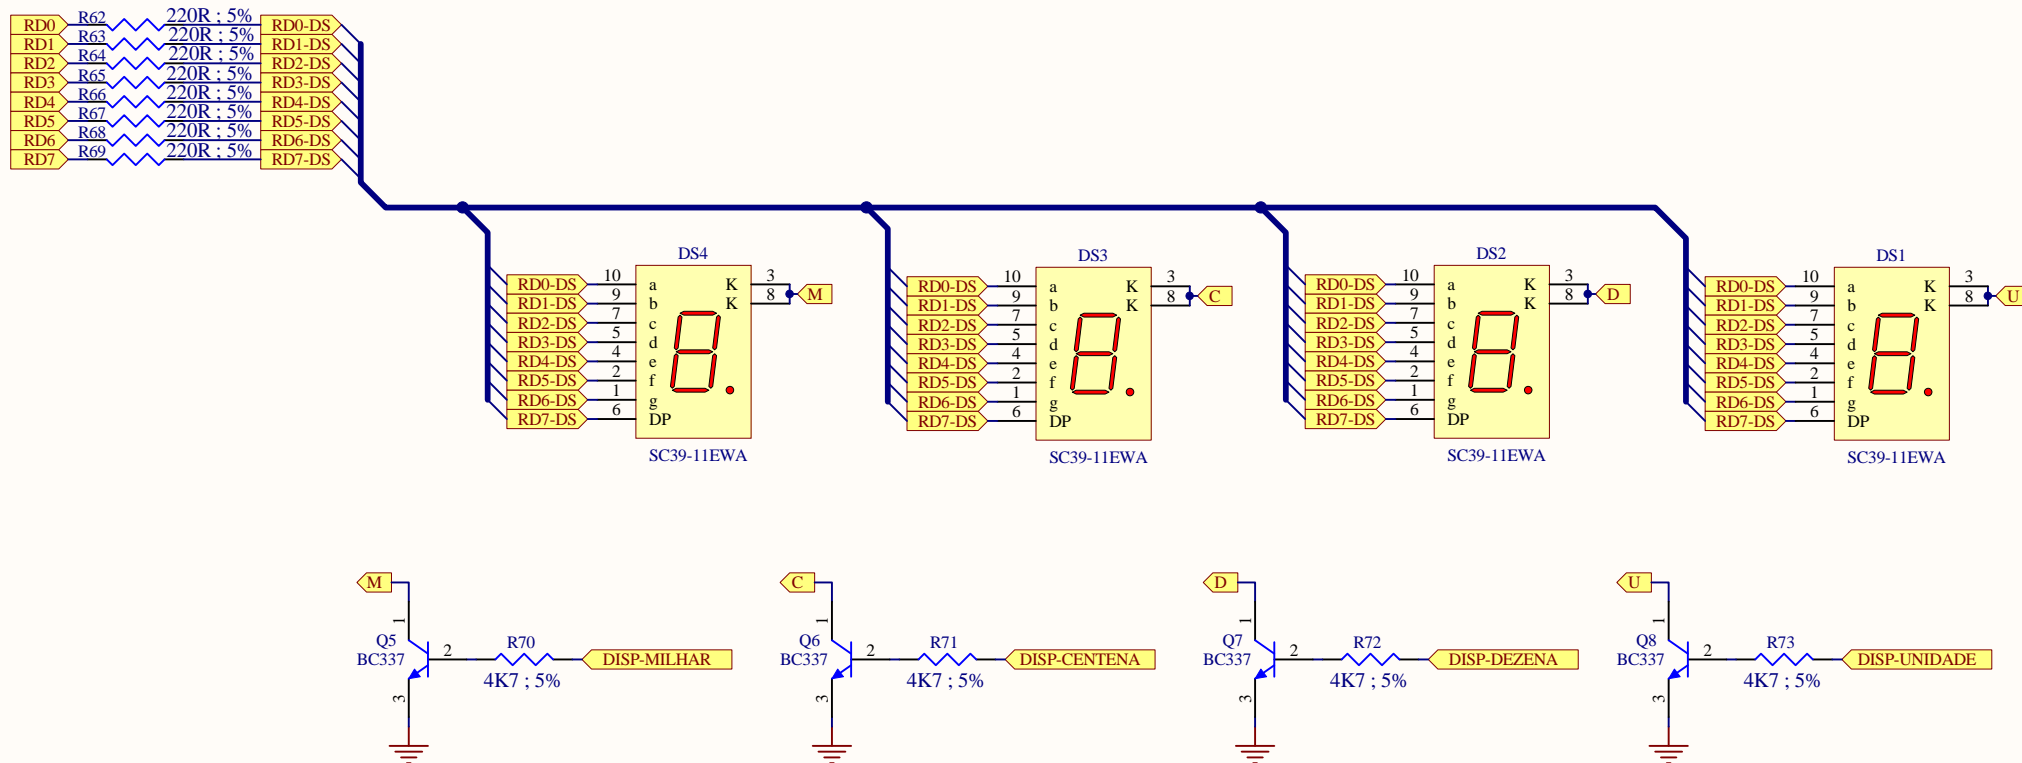 RD0 R62 220R ; 5% RD0-DS
RD1 R63 220R ; 5% RD1-DS
RD2 R64 220R ; 5% RD2-DS
RD3 R65 220R ; 5% RD3-DS
RD4 R66 220R ; 5% RD4-DS
RD5 R67 220R ; 5% RD5-DS
RD6 R68 220R ; 5% RD6-DS
RD7 R69 220R ; 5% RD7-DS
DS4
RD0-DS 10 a K 3
RD1-DS 9 b K 8 M
RD2-DS 7 c
RD3-DS 5 d
RD4-DS 4 e
RD5-DS 2 f
RD6-DS 1 g
RD7-DS 6 DP
SC39-11EWA
DS3
RD0-DS 10 a K 3
RD1-DS 9 b K 8 C
RD2-DS 7 c
RD3-DS 5 d
RD4-DS 4 e
RD5-DS 2 f
RD6-DS 1 g
RD7-DS 6 DP
SC39-11EWA
DS2
RD0-DS 10 a K 3
RD1-DS 9 b K 8 D
RD2-DS 7 c
RD3-DS 5 d
RD4-DS 4 e
RD5-DS 2 f
RD6-DS 1 g
RD7-DS 6 DP
SC39-11EWA
DS1
RD0-DS 10 a K 3
RD1-DS 9 b K 8 U
RD2-DS 7 c
RD3-DS 5 d
RD4-DS 4 e
RD5-DS 2 f
RD6-DS 1 g
RD7-DS 6 DP
SC39-11EWA
M
1
Q5 R70
BC337 2 DISP-MILHAR
4K7 ; 5%
3
C
1
Q6 R71
BC337 2 DISP-CENTENA
4K7 ; 5%
3
D
1
Q7 R72
BC337 2 DISP-DEZENA
4K7 ; 5%
3
U
1
Q8 R73
BC337 2 DISP-UNIDADE
4K7 ; 5%
3